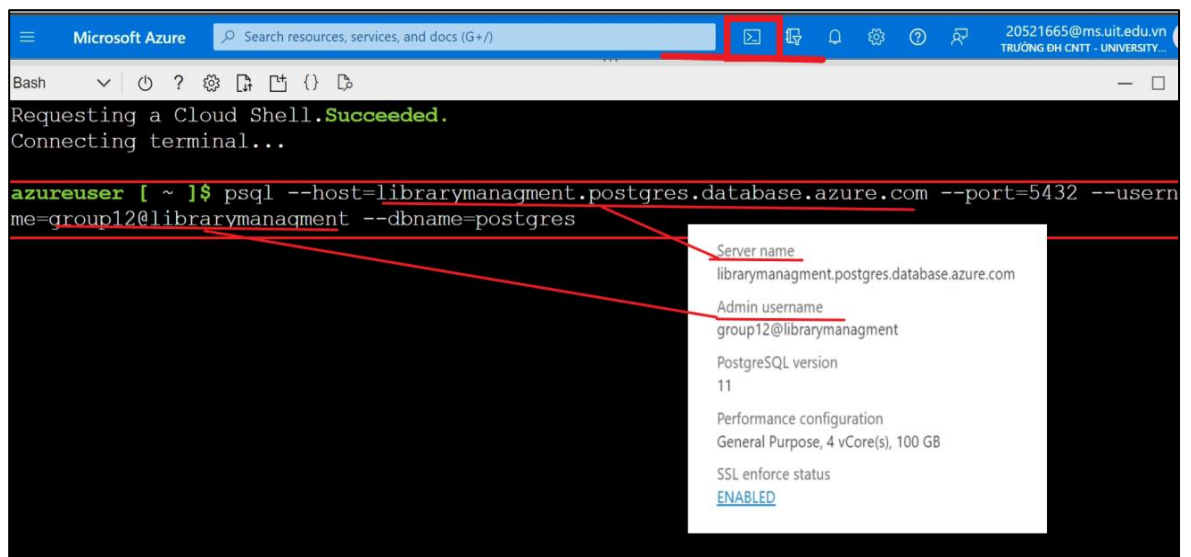 Microsoft Azure
Search resources, services, and docs (G+/)
20521665@ms.uit.edu.vn
TRƯỜNG ĐH CNTT - UNIVERSITY...
Bash
Requesting a Cloud Shell.Succeeded.
Connecting terminal...
azureuser [ ~ ]$ psql --host=librarymanagment.postgres.database.azure.com --port=5432 --usern
me=group12@librarymanagment --dbname=postgres
Server name
librarymanagment.postgres.database.azure.com
Admin username
group12@librarymanagment
PostgreSQL version
11
Performance configuration
General Purpose, 4 vCore(s), 100 GB
SSL enforce status
ENABLED